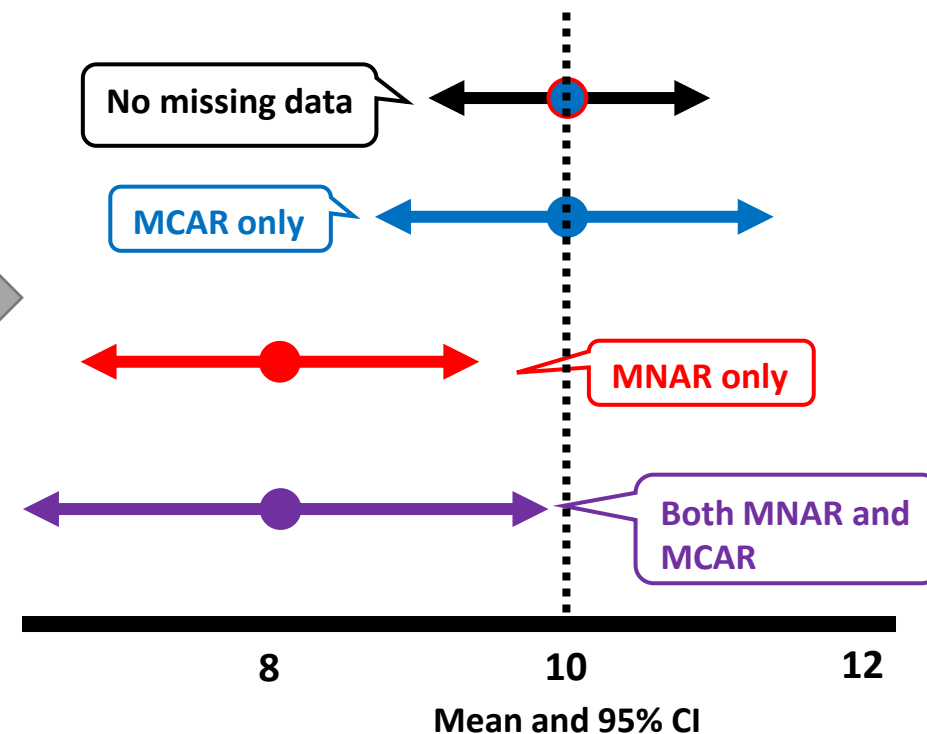 No missing data
MCAR only
MNAR only
Both MNAR and
MCAR
8 10 12
Mean and 95% CI